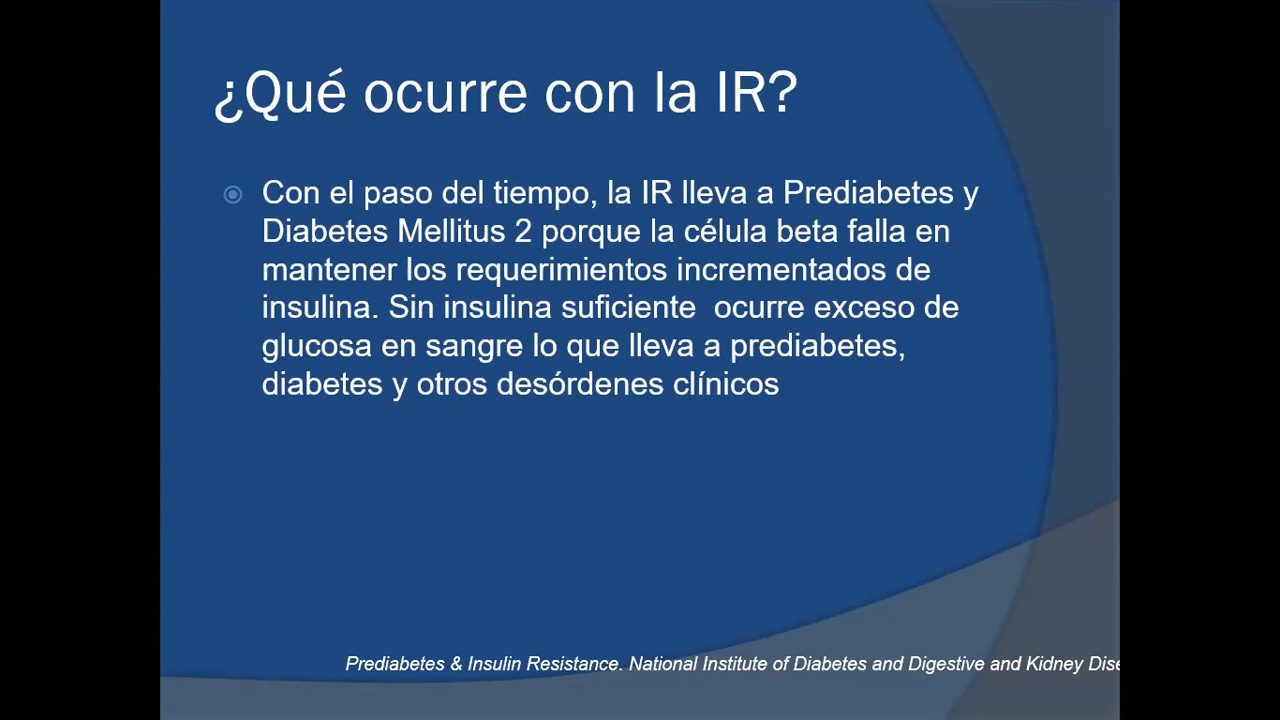 ¿Qué ocurre con la IR?
Con el paso del tiempo, la IR lleva a Prediabetes y
Diabetes Mellitus 2 porque la célula beta falla en
mantener los requerimientos incrementados de
insulina. Sin insulina suficiente  ocurre exceso de
glucosa en sangre lo que lleva a prediabetes,
diabetes y otros desórdenes clínicos
Prediabetes & Insulin Resistance. National Institute of Diabetes and Digestive and Kidney